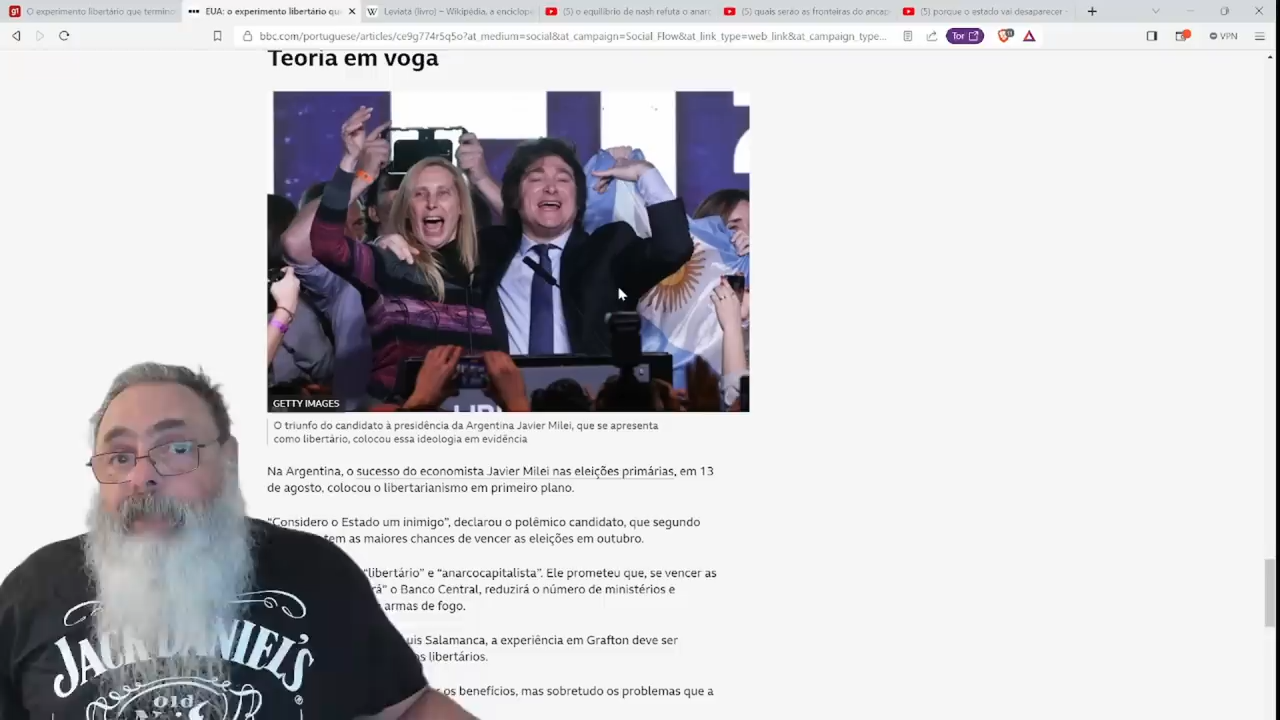 O experimento libertário que terminou
EUA: o experimento libertário que
Leviatã (livro) – Wikipédia, a enciclope
(5) o equilíbrio de nash refuta o anarc
(5) quais serão as fronteiras do ancap
(5) porque o estado vai desaparecer -
bbc.com/portuguese/articles/ce9g774r5q5o?at_medium=social&at_campaign=Social_Flow&at_link_type=web_link&at_campaign_type...
Tor
VPN
Teoria em voga
GETTY IMAGES
O triunfo do candidato à presidência da Argentina Javier Milei, que se apresenta
como libertário, colocou essa ideologia em evidência
Na Argentina, o sucesso do economista Javier Milei nas eleições primárias, em 13
de agosto, colocou o libertarianismo em primeiro plano.
"Considero o Estado um inimigo", declarou o polêmico candidato, que segundo
tem as maiores chances de vencer as eleições em outubro.
"libertário" e "anarcocapitalista". Ele prometeu que, se vencer as
" o Banco Central, reduzirá o número de ministérios e
armas de fogo.
Salamanca, a experiência em Grafton deve ser
libertários.
os benefícios, mas sobretudo os problemas que a
JACK DANIEL'S
Old